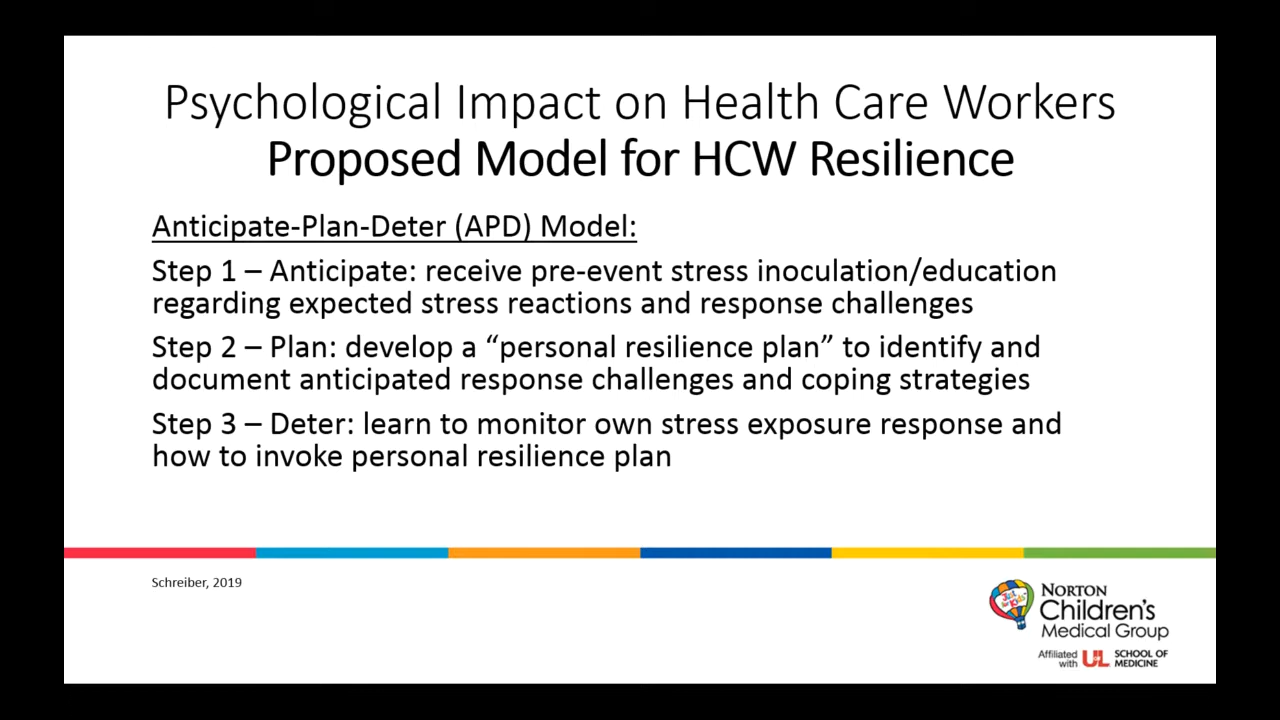 Psychological Impact on Health Care Workers
Proposed Model for HCW Resilience
Anticipate-Plan-Deter (APD) Model:
Step 1 – Anticipate: receive pre-event stress inoculation/education
regarding expected stress reactions and response challenges
Step 2 – Plan: develop a “personal resilience plan” to identify and
document anticipated response challenges and coping strategies
Step 3 – Deter: learn to monitor own stress exposure response and
how to invoke personal resilience plan
Schreiber, 2019
Just for Kids
NORTON
Children's
Medical Group
Affiliated
with
UL
SCHOOL OF
MEDICINE